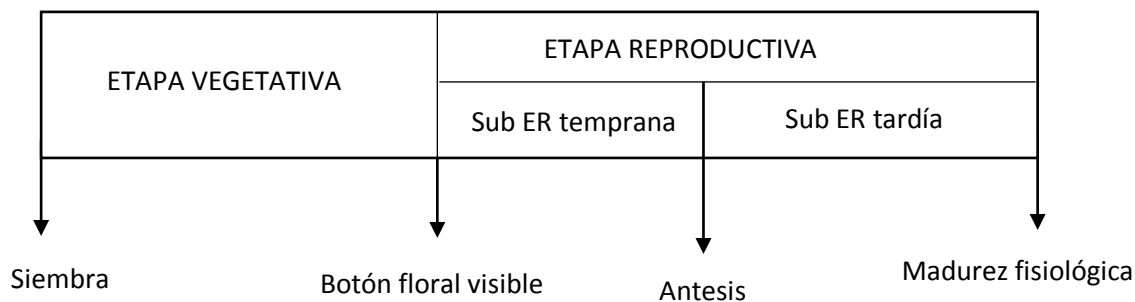 ETAPA VEGETATIVA
ETAPA REPRODUCTIVA
Sub ER temprana
Sub ER tardía
Siembra
Botón floral visible
Antesis
Madurez fisiológica